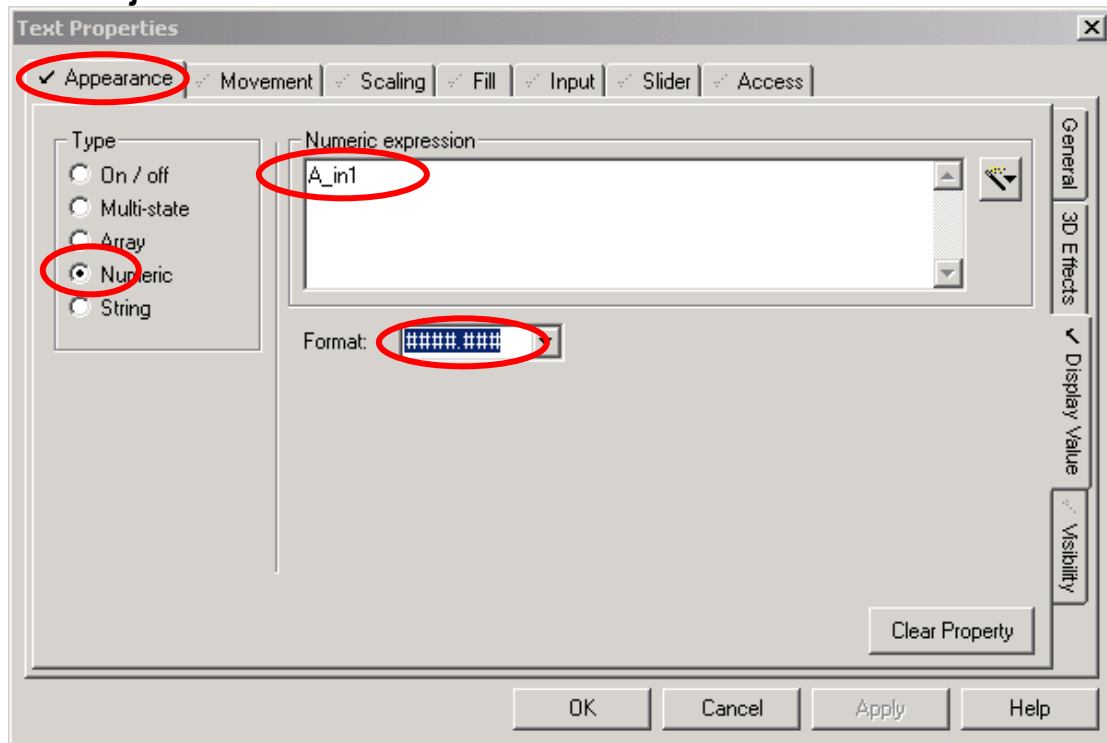 Text Properties
Appearance Movement Scaling Fill Input Slider Access
Type
On / off
Multi-state
Array
Numeric
String
Numeric expression
A_in1
Format: ####.###
General
3D Effects
Display Value
Visibility
Clear Property
OK Cancel Apply Help